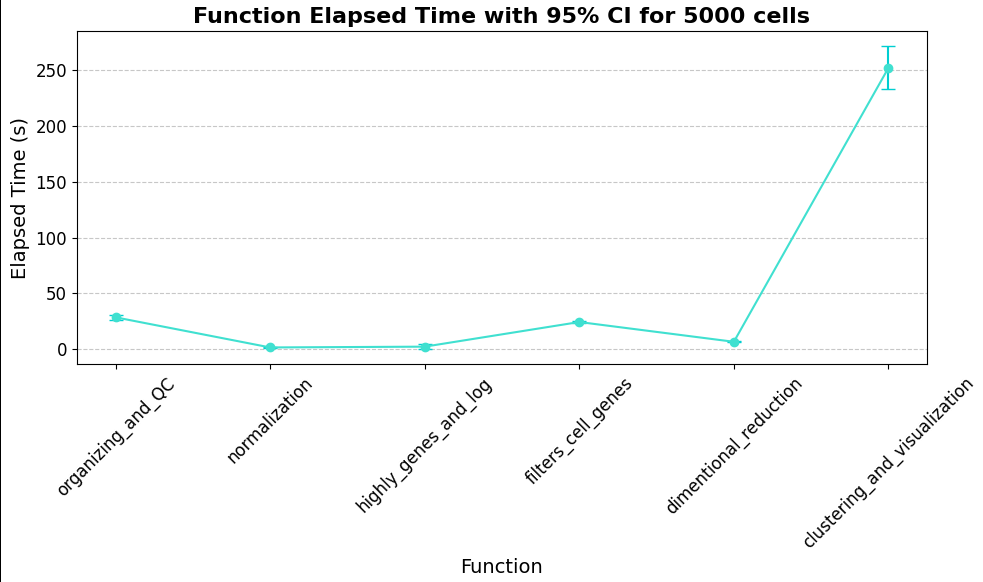 Function Elapsed Time with 95% CI for 5000 cells
Elapsed Time (s)
250
200
150
100
50
0
organizing_and_QC
normalization
highly_genes_and_log
filters_cell_genes
dimentional_reduction
clustering_and_visualization
Function